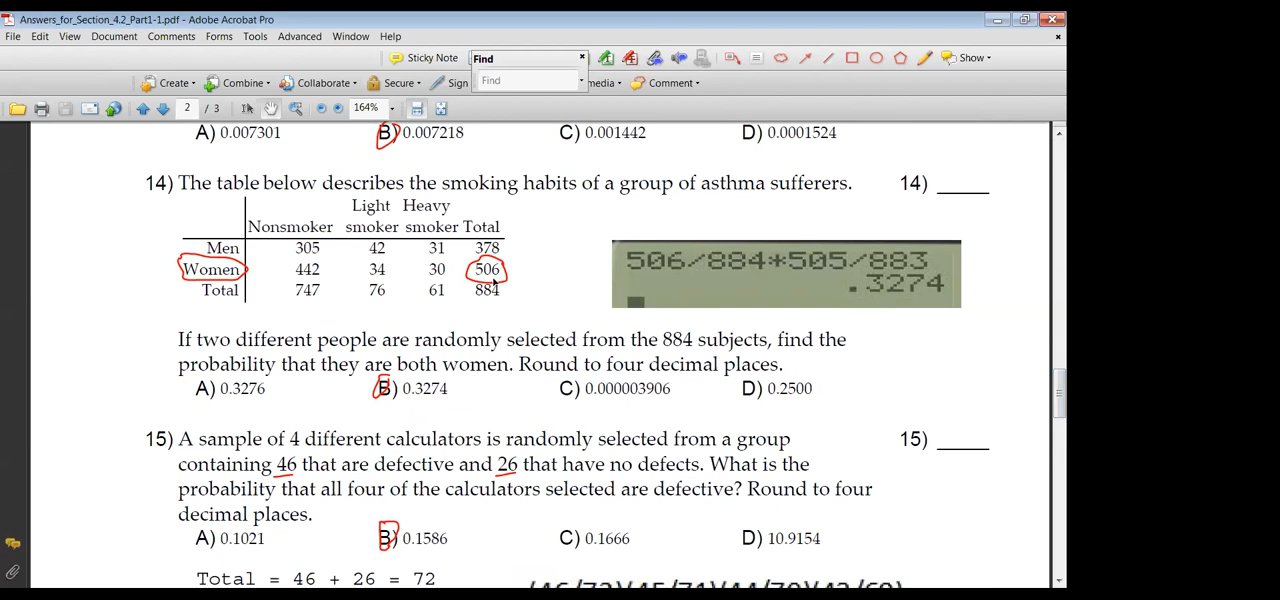 Answers_for_Section_4.2_Part1-1.pdf - Adobe Acrobat Pro
File Edit View Document Comments Forms Tools Advanced Window Help
Sticky Note Find media Show
Create Combine Collaborate Secure Sign Find Comment
2 / 3 164%
A) 0.007301 B) 0.007218 C) 0.001442 D) 0.0001524
14) The table below describes the smoking habits of a group of asthma sufferers. 14)
Light Heavy
Nonsmoker smoker smoker Total
Men 305 42 31 378
Women 442 34 30 506
Total 747 76 61 884
506/884*505/883
.3274
If two different people are randomly selected from the 884 subjects, find the
probability that they are both women. Round to four decimal places.
A) 0.3276 B) 0.3274 C) 0.000003906 D) 0.2500
15) A sample of 4 different calculators is randomly selected from a group 15)
containing 46 that are defective and 26 that have no defects. What is the
probability that all four of the calculators selected are defective? Round to four
decimal places.
A) 0.1021 B) 0.1586 C) 0.1666 D) 10.9154
Total = 46 + 26 = 72